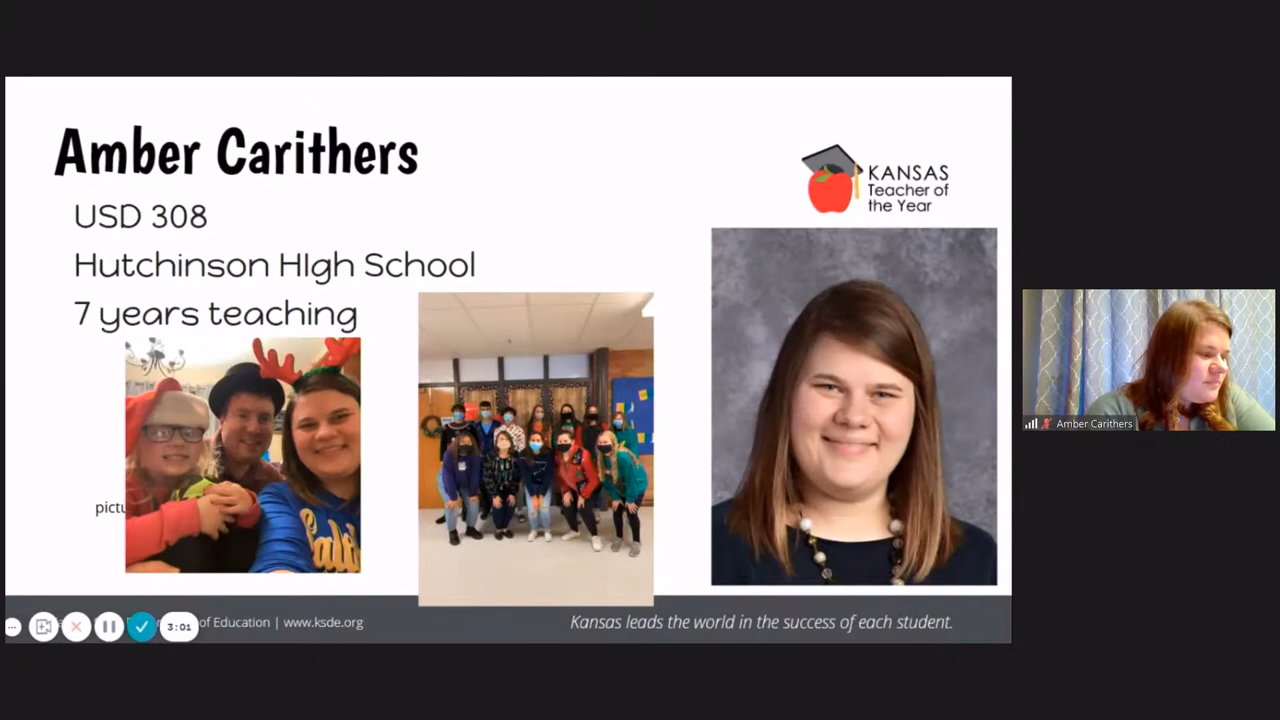 Amber Carithers
USD 308
Hutchinson HIgh School
7 years teaching
KANSAS
Teacher of
the Year
of Education | www.ksde.org
Kansas leads the world in the success of each student.
3:01
Amber Carithers